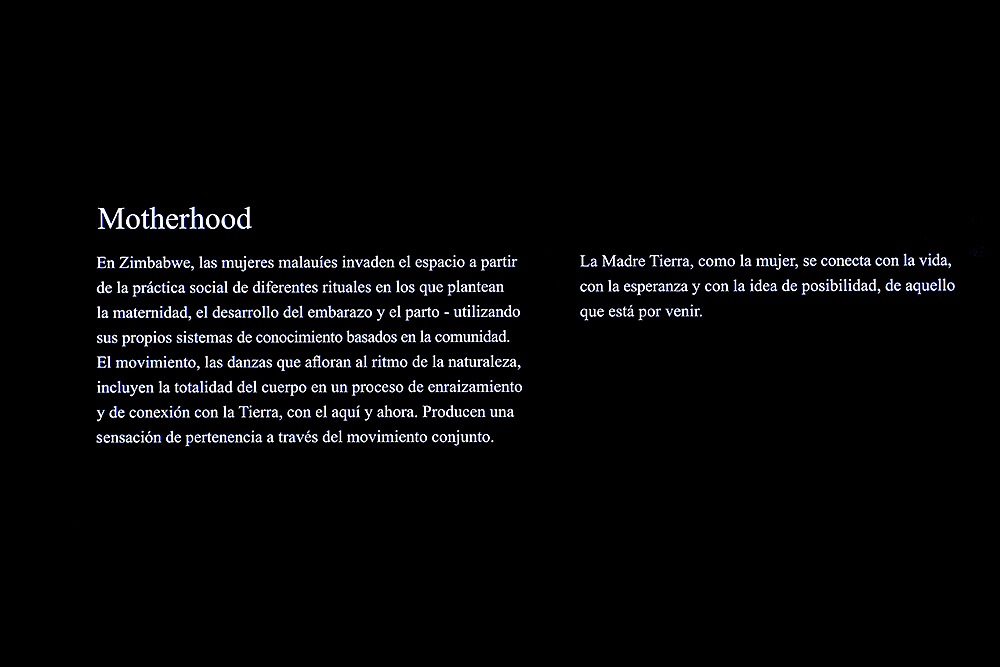 Motherhood
En Zimbabwe, las mujeres malauíes invaden el espacio a partir
de la práctica social de diferentes rituales en los que plantean
la maternidad, el desarrollo del embarazo y el parto - utilizando
sus propios sistemas de conocimiento basados en la comunidad.
El movimiento, las danzas que afloran al ritmo de la naturaleza,
incluyen la totalidad del cuerpo en un proceso de enraizamiento
y de conexión con la Tierra, con el aquí y ahora. Producen una
sensación de pertenencia a través del movimiento conjunto.
La Madre Tierra, como la mujer, se conecta con la vida,
con la esperanza y con la idea de posibilidad, de aquello
que está por venir.